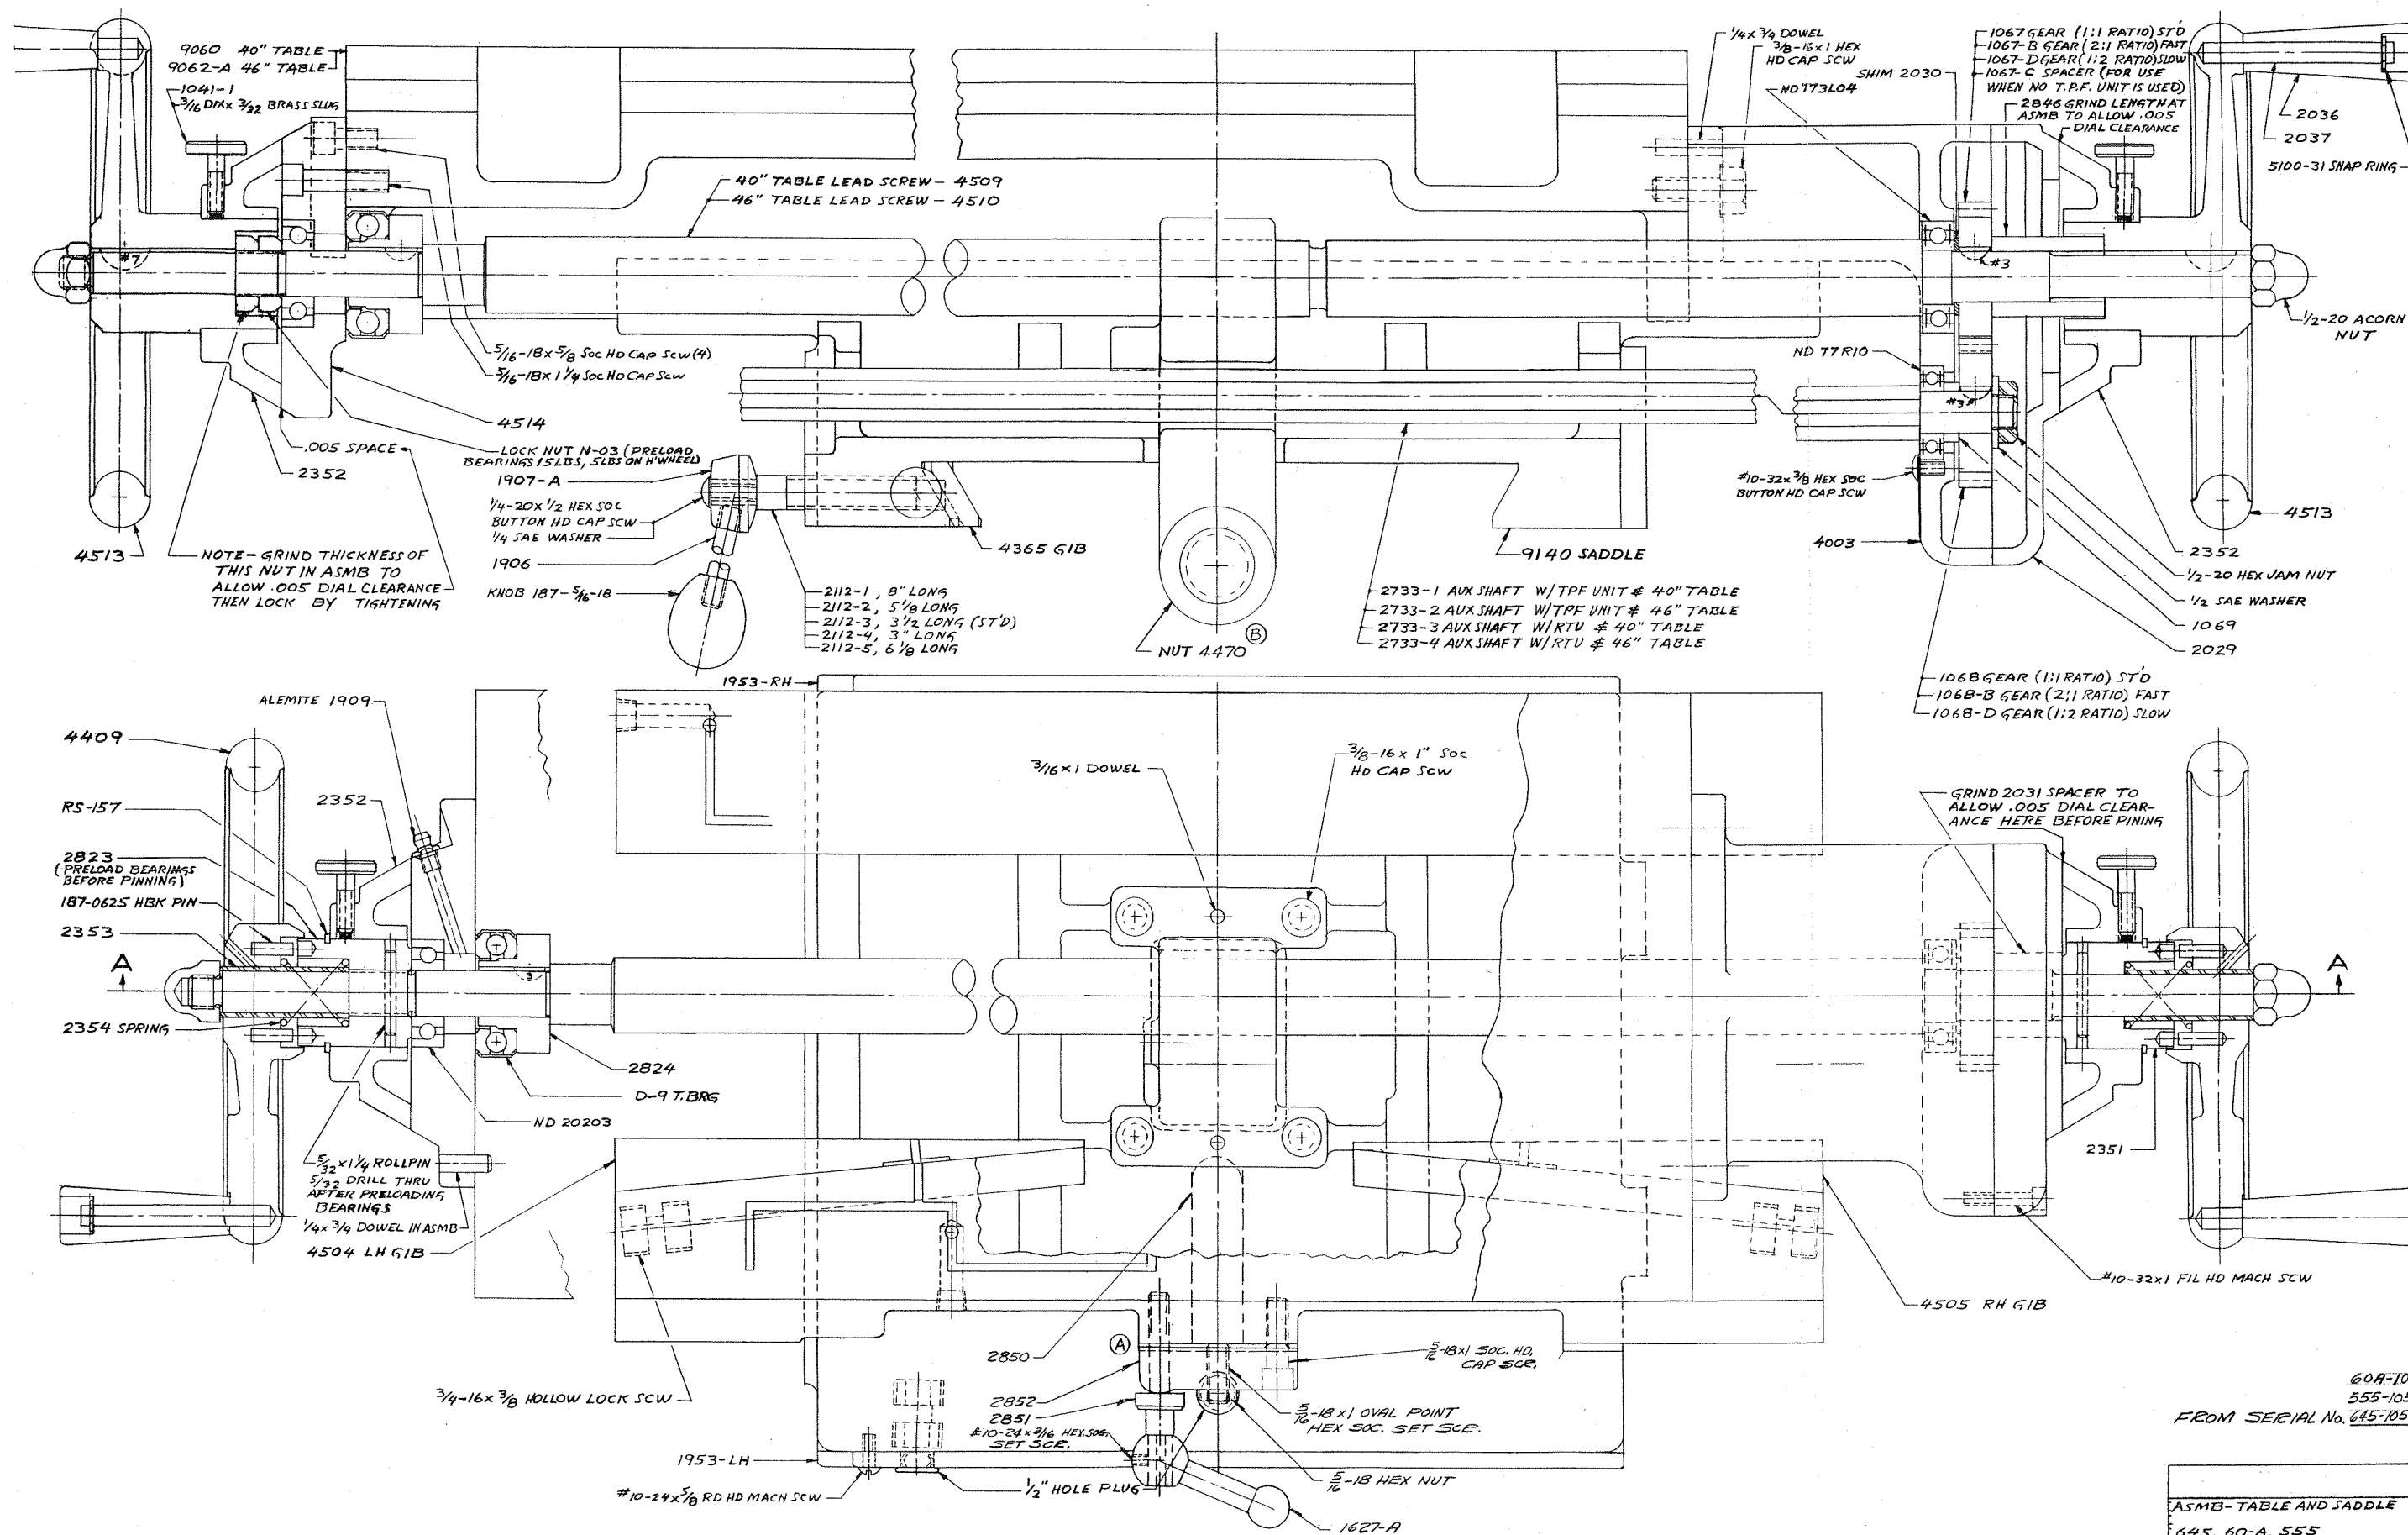 9060 40" TABLE
9062-A 46" TABLE
1041-1
3/16 DIA x 3/32 BRASS SLUG
40" TABLE LEAD SCREW - 4509
46" TABLE LEAD SCREW - 4510
1/4 x 3/4 DOWEL
3/8-16 x 1 HEX
HD CAP SCW
SHIM 2030
ND 773L04
1067 GEAR (1:1 RATIO) ST'D
1067-B GEAR (2:1 RATIO) FAST
1067-D GEAR (1:2 RATIO) SLOW
1067-C SPACER (FOR USE
WHEN NO T.P.F. UNIT IS USED)
2846 GRIND LENGTH AT
ASMB TO ALLOW .005
DIAL CLEARANCE
2036
2037
5100-31 SNAP RING
#7
#3
1/2-20 ACORN
NUT
5/16-18 x 5/8 SOC HD CAP SCW (4)
5/16-18 x 1 1/4 SOC HD CAP SCW
ND 77R10
#3
4514
.005 SPACE
LOCK NUT N-03 (PRELOAD
BEARINGS 15LBS, 5LBS ON H'WHEEL)
2352
1907-A
1/4-20 x 1/2 HEX SOC
BUTTON HD CAP SCW
1/4 SAE WASHER
#10-32 x 3/8 HEX SOC
BUTTON HD CAP SCW
4513
4513
NOTE - GRIND THICKNESS OF
THIS NUT IN ASMB TO
ALLOW .005 DIAL CLEARANCE
THEN LOCK BY TIGHTENING
1906
KNOB 187-5/16-18
4365 GIB
9140 SADDLE
4003
2352
1/2-20 HEX JAM NUT
1/2 SAE WASHER
1069
2029
2112-1, 8" LONG
2112-2, 5 1/8 LONG
2112-3, 3 1/2 LONG (ST'D)
2112-4, 3" LONG
2112-5, 6 1/8 LONG
NUT 4470 B
2733-1 AUX SHAFT W/TPF UNIT & 40" TABLE
2733-2 AUX SHAFT W/TPF UNIT & 46" TABLE
2733-3 AUX SHAFT W/RTU & 40" TABLE
2733-4 AUX SHAFT W/RTU & 46" TABLE
1068 GEAR (1:1 RATIO) ST'D
1068-B GEAR (2:1 RATIO) FAST
1068-D GEAR (1:2 RATIO) SLOW
1953-RH
ALEMITE 1909
4409
RS-157
2352
2823
(PRELOAD BEARINGS
BEFORE PINNING)
187-0625 HBK PIN
2353
A
2354 SPRING
3/16 x 1 DOWEL
3/8-16 x 1" SOC
HD CAP SCW
GRIND 2031 SPACER TO
ALLOW .005 DIAL CLEAR-
ANCE HERE BEFORE PINING
A
3
2824
D-9 T. BRG
ND 20203
5/32 x 1 1/4 ROLLPIN
5/32 DRILL THRU
AFTER PRELOADING
BEARINGS
1/4 x 3/4 DOWEL IN ASMB
4504 LH GIB
2351
#10-32 x 1 FIL HD MACH SCW
4505 RH GIB
A
2850
3/4-16 x 3/8 HOLLOW LOCK SCW
2852
2851
#10-24 x 3/16 HEX. SOC.
SET SCR.
5/16-18 x 1 SOC. HD.
CAP SCR.
5/16-18 x 1 OVAL POINT
HEX SOC. SET SCR.
5/16-18 HEX NUT
1953-LH
#10-24 x 5/8 RD HD MACH SCW
1/2" HOLE PLUG
1627-A
60A-10
555-105
FROM SERIAL No. 645-105
ASMB - TABLE AND SADDLE
645, 60-A, 555